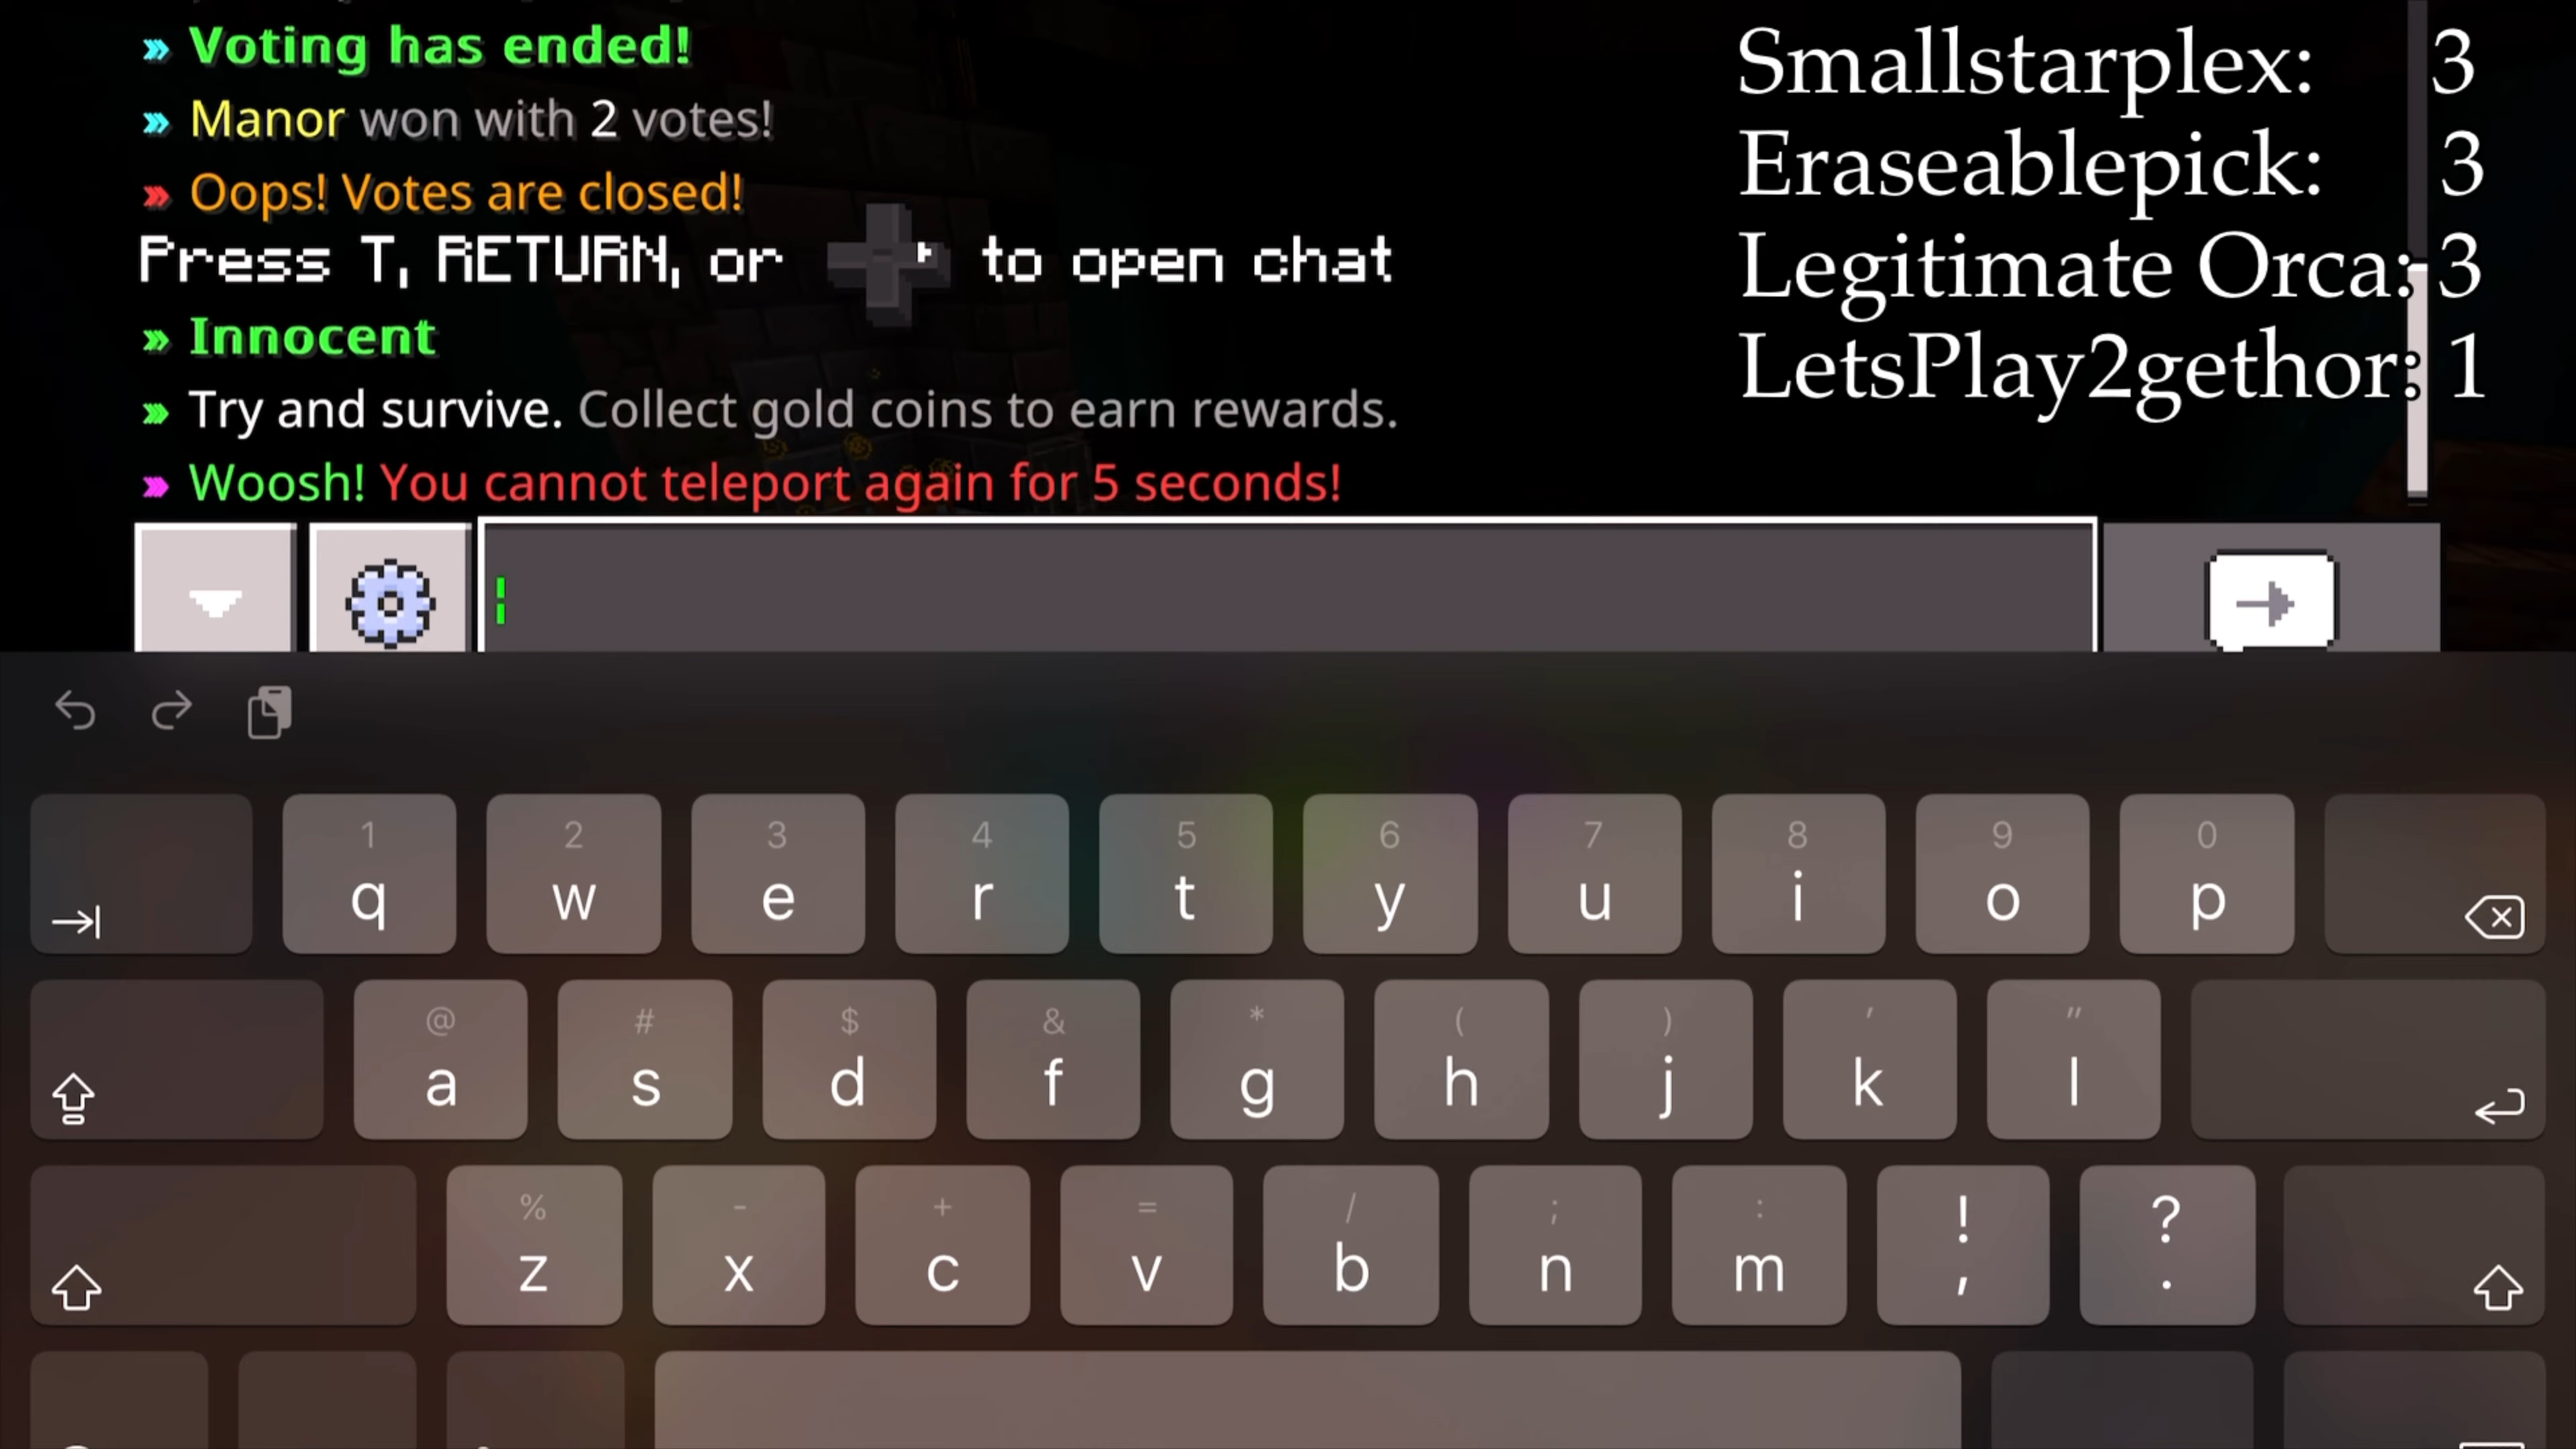 » Voting has ended!
» Manor won with 2 votes!
» Oops! Votes are closed!
Press T, RETURN, or to open chat
» Innocent
» Try and survive. Collect gold coins to earn rewards.
» Woosh! You cannot teleport again for 5 seconds!
Smallstarplex: 3
Eraseablepick: 3
Legitimate Orca: 3
LetsPlay2gethor: 1
1 2 3 4 5 6 7 8 9 0
q w e r t y u i o p
@ # $ & * ( ) ' "
a s d f g h j k l
% - + = / ; : ! ?
z x c v b n m , .